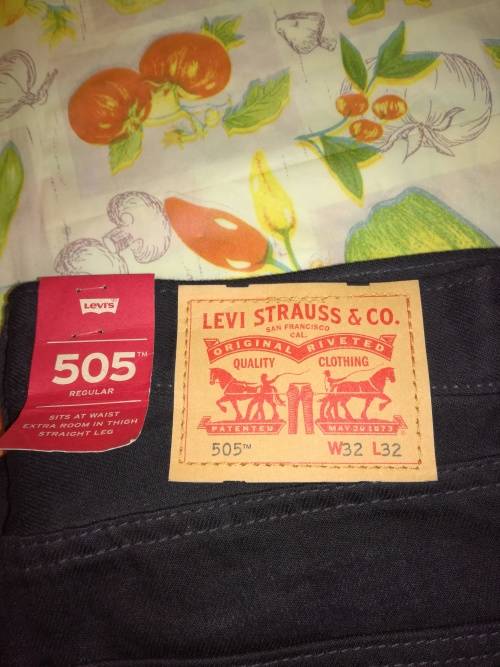 Levi's
505™
REGULAR
SITS AT WAIST
EXTRA ROOM IN THIGH
STRAIGHT LEG
LEVI STRAUSS & CO.
SAN FRANCISCO
CAL.
ORIGINAL RIVETED
QUALITY CLOTHING
PATENTED MAY 20 1873
505™ W32 L32